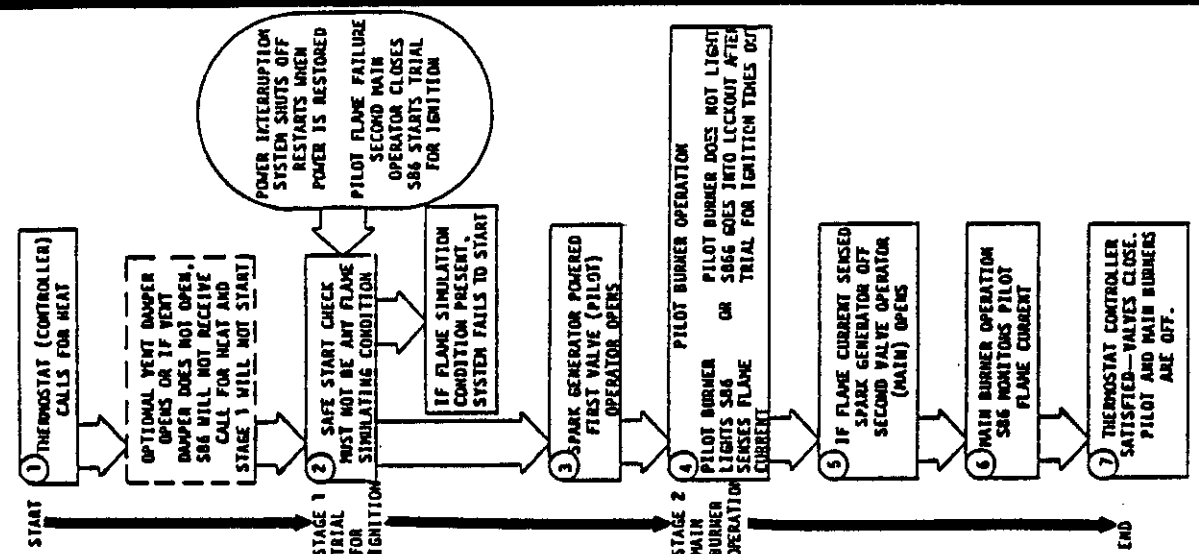 START
1 THERMOSTAT (CONTROLLER)
CALLS FOR HEAT
OPTIONAL VENT DAMPER
OPENS OR IF VENT
DAMPER DOES NOT OPEN,
S86 WILL NOT RECEIVE
CALL FOR HEAT AND
STAGE 1 WILL NOT START
POWER INTERRUPTION
SYSTEM SHUTS OFF
RESTARTS WHEN
POWER IS RESTORED
PILOT FLAME FAILURE
SECOND MAIN
OPERATOR CLOSES
S86 STARTS TRIAL
FOR IGNITION
STAGE 1
TRIAL
FOR
IGNITION
2 SAFE START CHECK
MUST NOT BE ANY FLAME
SIMULATING CONDITION
IF FLAME SIMULATION
CONDITION PRESENT,
SYSTEM FAILS TO START
3 SPARK GENERATOR POWERED
FIRST VALVE (PILOT)
OPERATOR OPENS
STAGE 2
MAIN
BURNER
OPERATION
4 PILOT BURNER OPERATION
PILOT BURNER
LIGHTS S86
SENSES FLAME
CURRENT
OR
PILOT BURNER DOES NOT LIGHT
S866 GOES INTO LOCKOUT AFTER
TRIAL FOR IGNITION TIMES OUT
5 IF FLAME CURRENT SENSED
SPARK GENERATOR OFF
SECOND VALVE OPERATOR
(MAIN) OPENS
6 MAIN BURNER OPERATION
S86 MONITORS PILOT
FLAME CURRENT
END
7 THERMOSTAT CONTROLLER
SATISFIED—VALVES CLOSE.
PILOT AND MAIN BURNERS
ARE OFF.